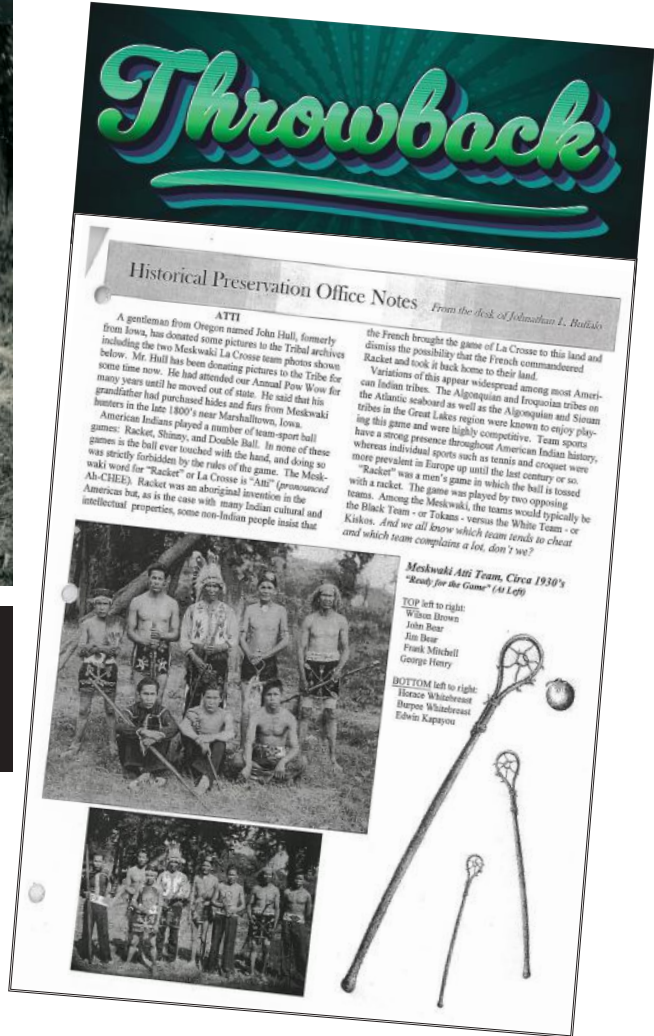 Throwback
Historical Preservation Office Notes
From the desk of Johnathan L. Buffalo
ATTI
A gentleman from Oregon named John Hull, formerly
from Iowa, has donated some pictures to the Tribal archives
including the two Meskwaki La Crosse team photos shown
below. Mr. Hull has been donating pictures to the Tribe for
some time now. He had attended our Annual Pow Wow for
many years until he moved out of state. He said that his
grandfather had purchased hides and furs from Meskwaki
hunters in the late 1800's near Marshalltown, Iowa.
American Indians played a number of team-sport ball
games: Racket, Shinny, and Double Ball. In none of these
games is the ball ever touched with the hand, and doing so
was strictly forbidden by the rules of the game. The Mesk-
waki word for "Racket" or La Crosse is "Atti" (pronounced
Ah-CHEE). Racket was an aboriginal invention in the
Americas but, as is the case with many Indian cultural and
intellectual properties, some non-Indian people insist that
the French brought the game of La Crosse to this land and
dismiss the possibility that the French commandeered
Racket and took it back home to their land.
Variations of this appear widespread among most Ameri-
can Indian tribes. The Algonquian and Iroquoian tribes on
the Atlantic seaboard as well as the Algonquian and Siouan
tribes in the Great Lakes region were known to enjoy play-
ing this game and were highly competitive. Team sports
have a strong presence throughout American Indian history,
whereas individual sports such as tennis and croquet were
more prevalent in Europe up until the last century or so.
"Racket" was a men's game in which the ball is tossed
with a racket. The game was played by two opposing
teams. Among the Meskwaki, the teams would typically be
the Black Team - or Tokans - versus the White Team - or
Kiskos. And we all know which team tends to cheat
and which team complains a lot, don't we?
Meskwaki Atti Team, Circa 1930's
"Ready for the Game" (At Left)
TOP left to right:
Wilson Brown
John Bear
Jim Bear
Frank Mitchell
George Henry
BOTTOM left to right:
Horace Whitebreast
Burpee Whitebreast
Edwin Kapayou